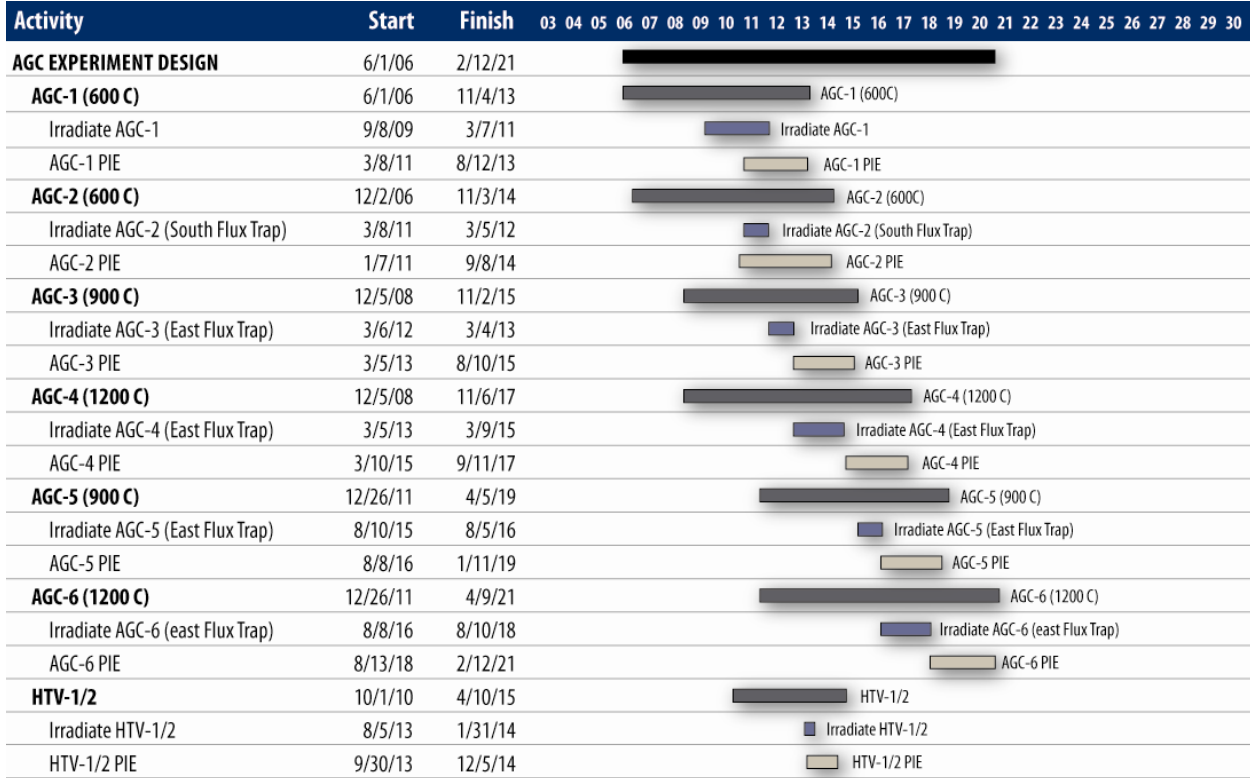 Activity Start Finish 03 04 05 06 07 08 09 10 11 12 13 14 15 16 17 18 19 20 21 22 23 24 25 26 27 28 29 30
AGC EXPERIMENT DESIGN 6/1/06 2/12/21
AGC-1 (600 C) 6/1/06 11/4/13 AGC-1 (600C)
Irradiate AGC-1 9/8/09 3/7/11 Irradiate AGC-1
AGC-1 PIE 3/8/11 8/12/13 AGC-1 PIE
AGC-2 (600 C) 12/2/06 11/3/14 AGC-2 (600C)
Irradiate AGC-2 (South Flux Trap) 3/8/11 3/5/12 Irradiate AGC-2 (South Flux Trap)
AGC-2 PIE 1/7/11 9/8/14 AGC-2 PIE
AGC-3 (900 C) 12/5/08 11/2/15 AGC-3 (900 C)
Irradiate AGC-3 (East Flux Trap) 3/6/12 3/4/13 Irradiate AGC-3 (East Flux Trap)
AGC-3 PIE 3/5/13 8/10/15 AGC-3 PIE
AGC-4 (1200 C) 12/5/08 11/6/17 AGC-4 (1200 C)
Irradiate AGC-4 (East Flux Trap) 3/5/13 3/9/15 Irradiate AGC-4 (East Flux Trap)
AGC-4 PIE 3/10/15 9/11/17 AGC-4 PIE
AGC-5 (900 C) 12/26/11 4/5/19 AGC-5 (900 C)
Irradiate AGC-5 (East Flux Trap) 8/10/15 8/5/16 Irradiate AGC-5 (East Flux Trap)
AGC-5 PIE 8/8/16 1/11/19 AGC-5 PIE
AGC-6 (1200 C) 12/26/11 4/9/21 AGC-6 (1200 C)
Irradiate AGC-6 (east Flux Trap) 8/8/16 8/10/18 Irradiate AGC-6 (east Flux Trap)
AGC-6 PIE 8/13/18 2/12/21 AGC-6 PIE
HTV-1/2 10/1/10 4/10/15 HTV-1/2
Irradiate HTV-1/2 8/5/13 1/31/14 Irradiate HTV-1/2
HTV-1/2 PIE 9/30/13 12/5/14 HTV-1/2 PIE